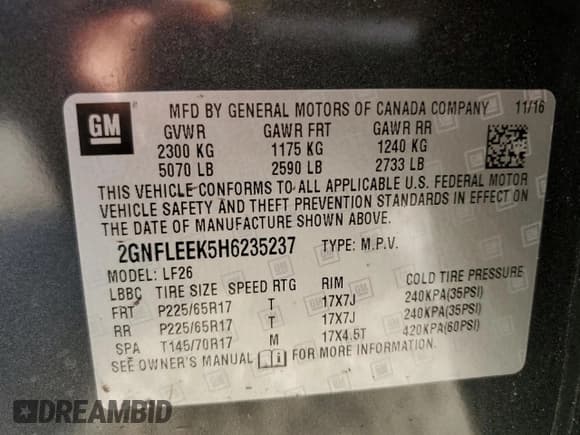 GM
MFD BY GENERAL MOTORS OF CANADA COMPANY 11/16
GVWR GAWR FRT GAWR RR
2300 KG 1175 KG 1240 KG
5070 LB 2590 LB 2733 LB
THIS VEHICLE CONFORMS TO ALL APPLICABLE U.S. FEDERAL MOTOR
VEHICLE SAFETY AND THEFT PREVENTION STANDARDS IN EFFECT ON
THE DATE OF MANUFACTURE SHOWN ABOVE.
2GNFLEEK5H6235237 TYPE: M.P.V.
MODEL: LF26
LBBC TIRE SIZE SPEED RTG RIM COLD TIRE PRESSURE
FRT P225/65R17 T 17X7J 240KPA(35PSI)
RR P225/65R17 T 17X7J 240KPA(35PSI)
SPA T145/70R17 M 17X4.5T 420KPA(60PSI)
SEE OWNER'S MANUAL FOR MORE INFORMATION.
DREAMBID